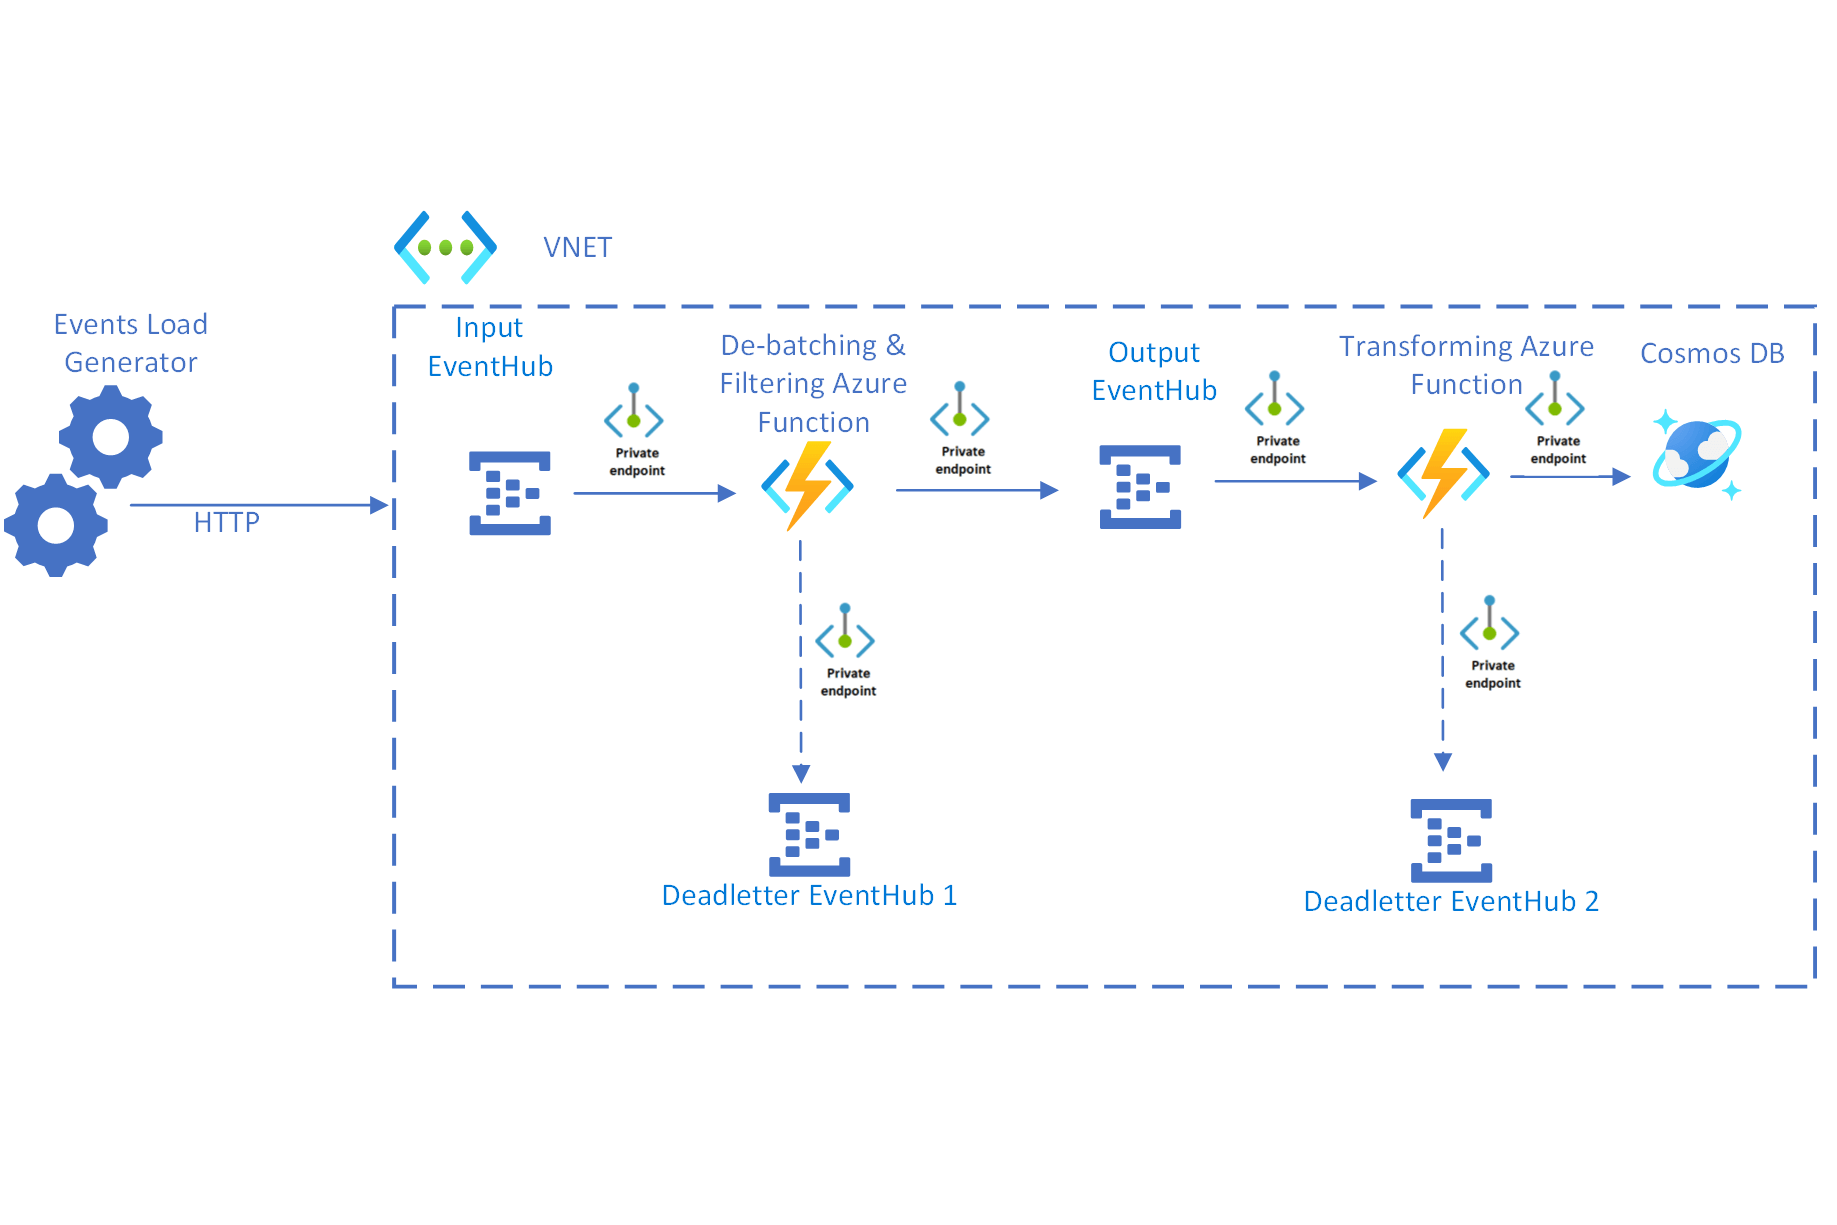 VNET
Events Load
Generator
HTTP
Input
EventHub
Private
endpoint
De-batching &
Filtering Azure
Function
Private
endpoint
Output
EventHub
Private
endpoint
Transforming Azure
Function
Private
endpoint
Cosmos DB
Private
endpoint
Private
endpoint
Deadletter EventHub 1
Deadletter EventHub 2